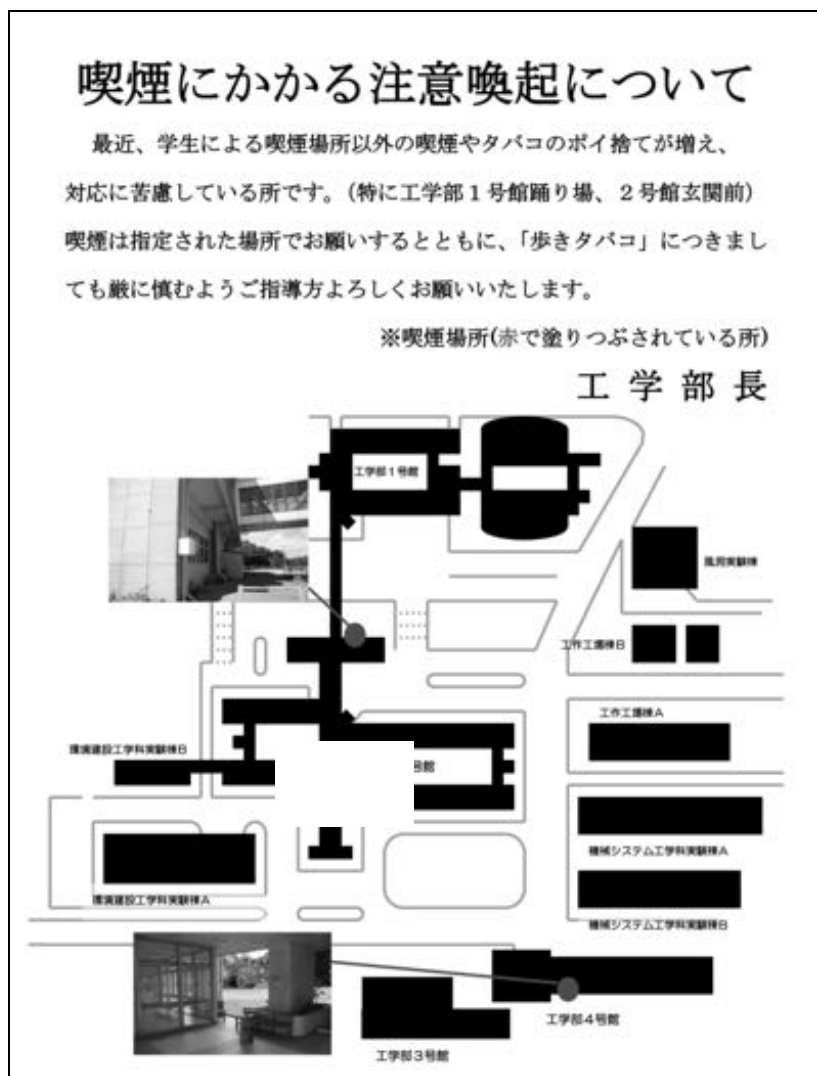 喫煙にかかる注意喚起について
最近、学生による喫煙場所以外の喫煙やタバコのポイ捨てが増え、
対応に苦慮している所です。（特に工学部１号館踊り場、２号館玄関前）
喫煙は指定された場所でお願いするとともに、「歩きタバコ」につきまし
ても厳に慎むようご指導方よろしくお願いいたします。
※喫煙場所(赤で塗りつぶされている所)
工 学 部 長
工学部１号館
風洞実験棟
工作工場棟B
工作工場棟A
環境建設工学科実験棟B
号館
機械システム工学科実験棟A
環境建設工学科実験棟A
機械システム工学科実験棟B
工学部４号館
工学部３号館